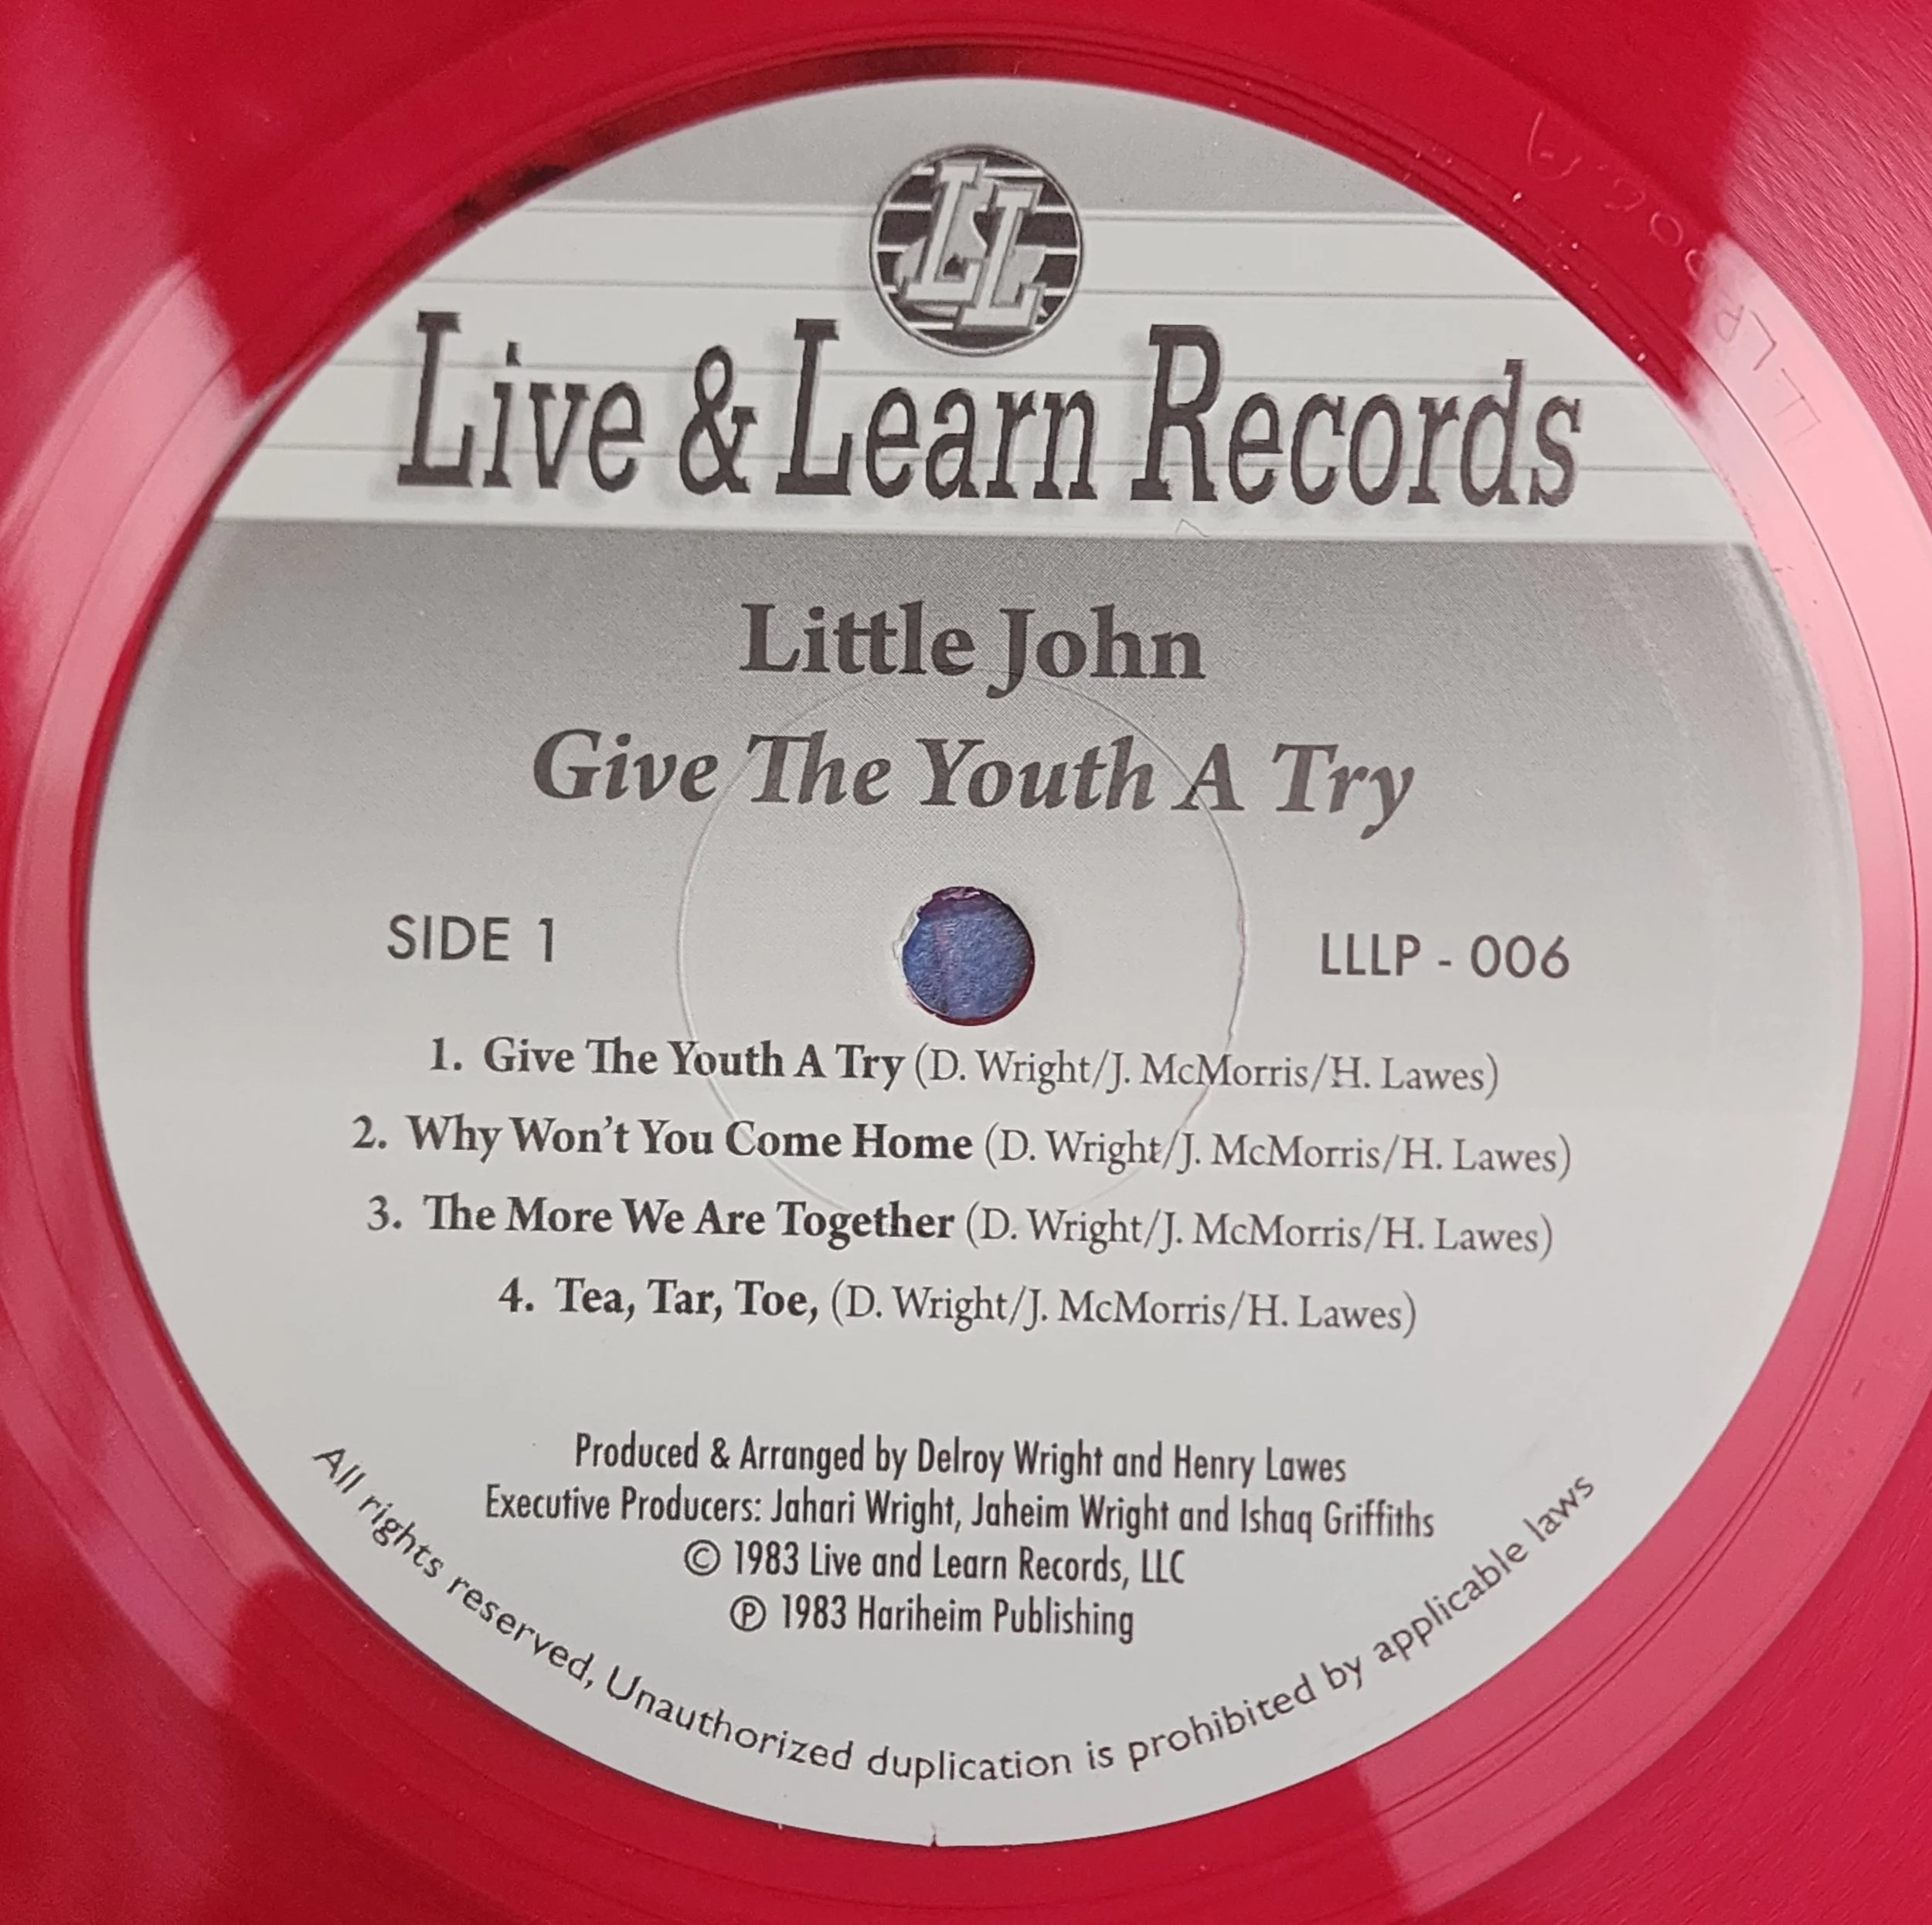 LL
Live & Learn Records
Little John
Give The Youth A Try
SIDE 1
LLLP - 006
1. Give The Youth A Try (D. Wright/J. McMorris/H. Lawes)
2. Why Won't You Come Home (D. Wright/J. McMorris/H. Lawes)
3. The More We Are Together (D. Wright/J. McMorris/H. Lawes)
4. Tea, Tar, Toe, (D. Wright/J. McMorris/H. Lawes)
Produced & Arranged by Delroy Wright and Henry Lawes
Executive Producers: Jahari Wright, Jaheim Wright and Ishaq Griffiths
© 1983 Live and Learn Records, LLC
℗ 1983 Hariheim Publishing
All rights reserved, Unauthorized duplication is prohibited by applicable laws